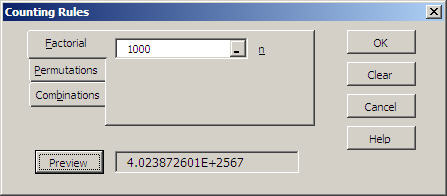 Counting Rules
Factorial
1000
n
OK
Permutations
Clear
Combinations
Cancel
Help
Preview
4.023872601E+2567